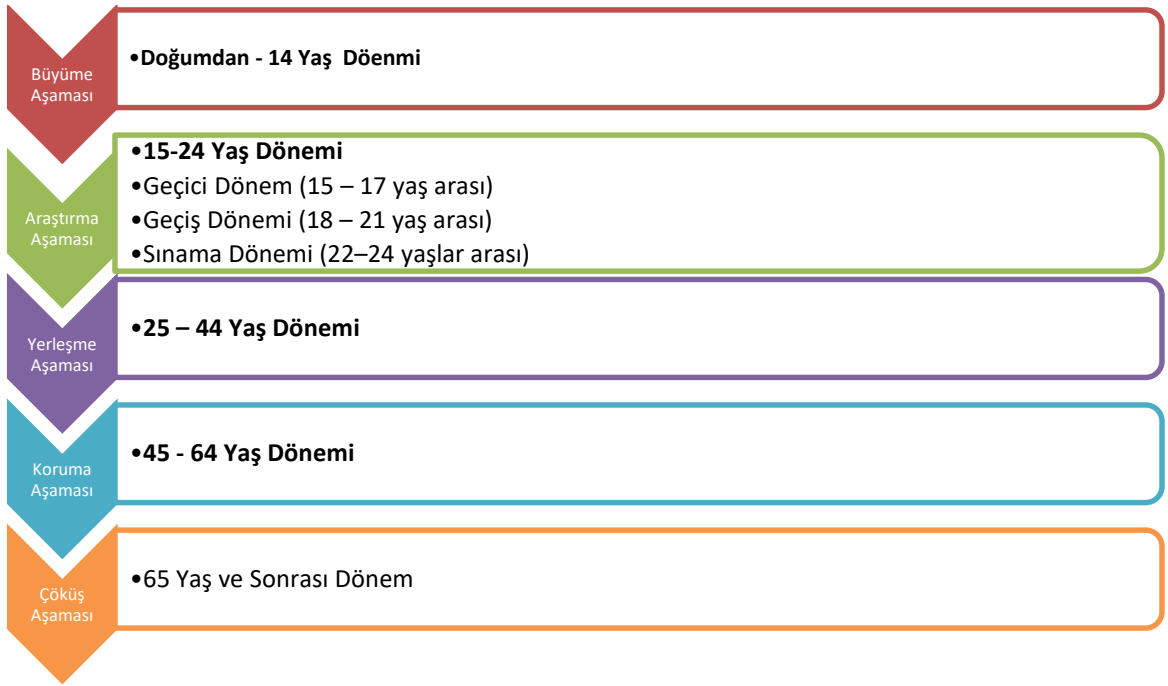 Büyüme
Aşaması
•Doğumdan - 14 Yaş Döenmi
Araştırma
Aşaması
•15-24 Yaş Dönemi
•Geçici Dönem (15 – 17 yaş arası)
•Geçiş Dönemi (18 – 21 yaş arası)
•Sınama Dönemi (22–24 yaşlar arası)
Yerleşme
Aşaması
•25 – 44 Yaş Dönemi
Koruma
Aşaması
•45 - 64 Yaş Dönemi
Çöküş
Aşaması
•65 Yaş ve Sonrası Dönem